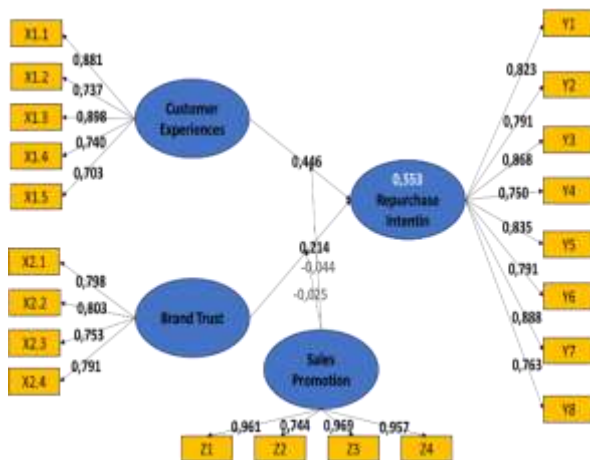 X1.1
0,881
X1.2
0,737
X1.3
0,898
X1.4
0,740
X1.5
0,703
Customer
Experiences
0,446
X2.1
0,798
X2.2
0,803
X2.3
0,753
X2.4
0,791
Brand Trust
0,214
-0,044
-0,025
0,553
Repurchase
Intentin
Sales
Promotion
0,961
0,744
0,969
0,957
Z1
Z2
Z3
Z4
Y1
0,823
Y2
0,791
Y3
0,868
Y4
0,750
0,835
Y5
0,791
Y6
0,888
Y7
0,763
Y8